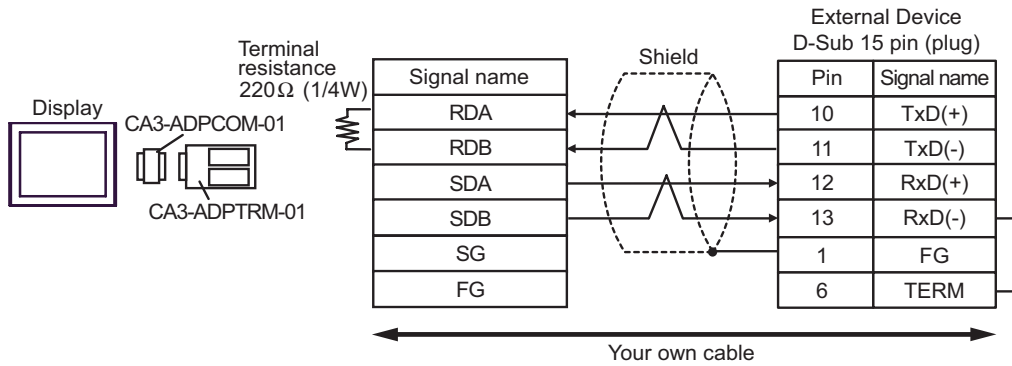 External Device
D-Sub 15 pin (plug)
Terminal
resistance
220Ω (1/4W)
Shield
Display
CA3-ADPCOM-01
CA3-ADPTRM-01
Signal name
RDA
RDB
SDA
SDB
SG
FG
Pin Signal name
10 TxD(+)
11 TxD(-)
12 RxD(+)
13 RxD(-)
1 FG
6 TERM
Your own cable